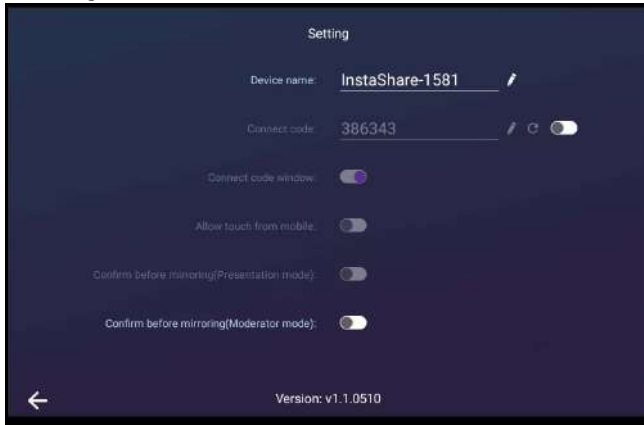 Setting
Device name: InstaShare-1581
Connect code: 386343
Connect code window:
Allow touch from mobile:
Confirm before mirroring(Presentation mode):
Confirm before mirroring(Moderator mode):
Version: v1.1.0510